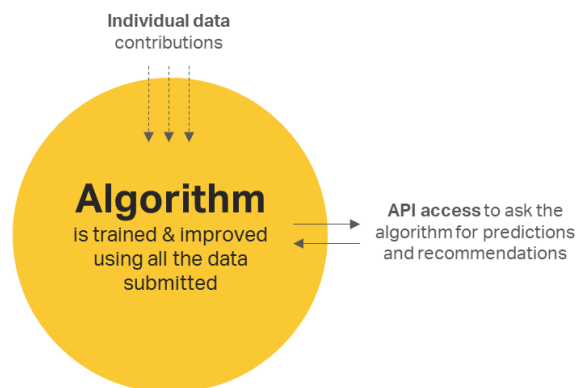 Individual data
contributions
Algorithm
is trained & improved
using all the data
submitted
API access to ask the
algorithm for predictions
and recommendations